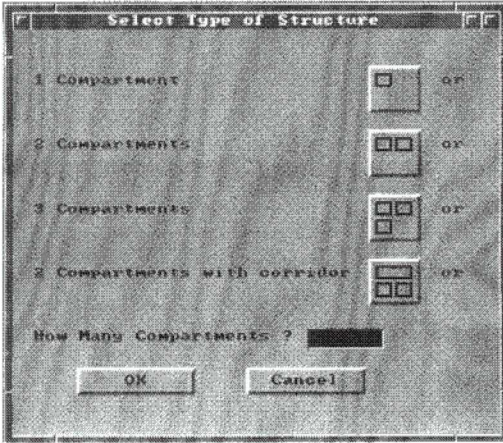 Select Type of Structure
1 Compartment or
2 Compartments or
3 Compartments or
2 Compartments with corridor or
How Many Compartments ?
OK Cancel